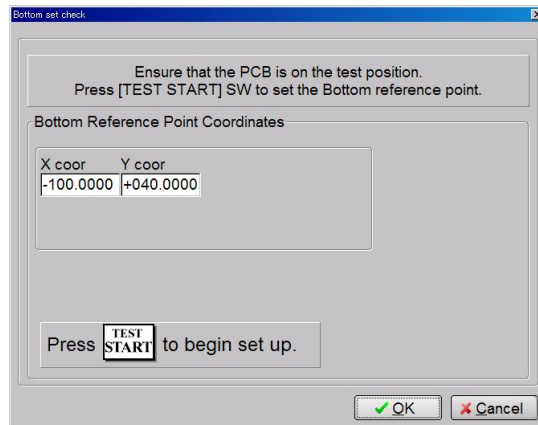 Bottom set check
Ensure that the PCB is on the test position.
Press [TEST START] SW to set the Bottom reference point.
Bottom Reference Point Coordinates
X coor Y coor
-100.0000 +040.0000
Press TEST START to begin set up.
OK Cancel